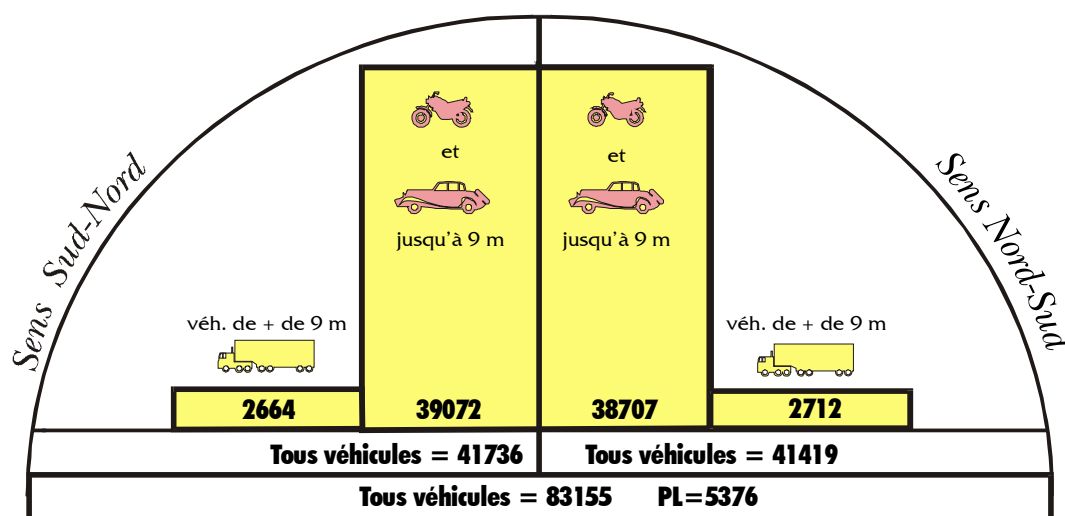 Sens Sud-Nord
Sens Nord-Sud
et
jusqu'à 9 m
et
jusqu'à 9 m
véh. de + de 9 m
véh. de + de 9 m
2664
39072
38707
2712
Tous véhicules = 41736
Tous véhicules = 41419
Tous véhicules = 83155 PL=5376